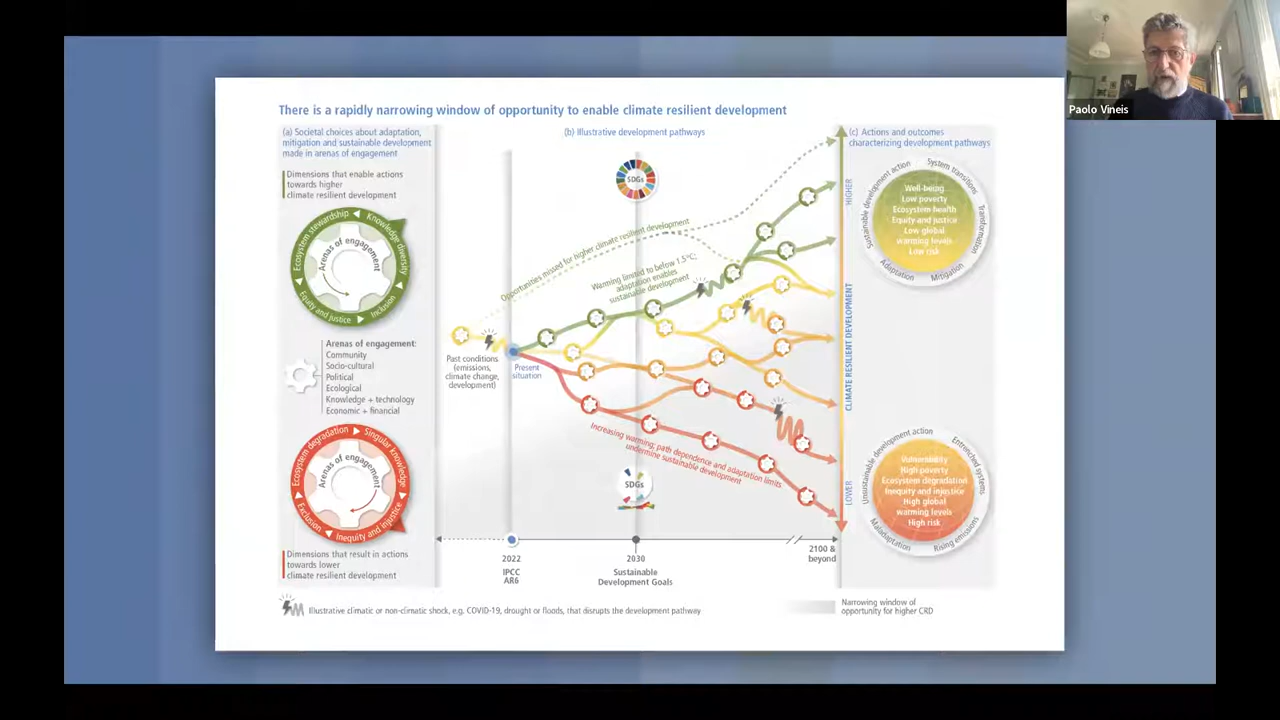 There is a rapidly narrowing window of opportunity to enable climate resilient development
(a) Societal choices about adaptation,
mitigation and sustainable development
made in arenas of engagement
Dimensions that enable actions
towards higher
climate resilient development
Ecosystem stewardship
Knowledge diversity
Equity and justice
Inclusion
Arenas of engagement
Arenas of engagement:
Community
Socio-cultural
Political
Ecological
Knowledge + technology
Economic + financial
Ecosystem degradation
Singular knowledge
Exclusion
Inequity and injustice
Arenas of engagement
Dimensions that result in actions
towards lower
climate resilient development
(b) Illustrative development pathways
SDGs
Opportunities missed for higher climate resilient development
Warming limited to below 1.5°C;
adaptation enables
sustainable development
Past conditions
(emissions,
climate change,
development)
Present
situation
Increasing warming; path dependence and adaptation limits
undermine sustainable development
SDGs
2022
IPCC
AR6
2030
Sustainable
Development Goals
2100 &
beyond
HIGHER
CLIMATE RESILIENT DEVELOPMENT
LOWER
(c) Actions and outcomes
characterizing development pathways
Sustainable development action
System transitions
Transformation
Mitigation
Adaptation
Well-being
Low poverty
Ecosystem health
Equity and justice
Low global
warming levels
Low risk
Unsustainable development action
Entrenched systems
Rising emissions
Maladaptation
Vulnerability
High poverty
Ecosystem degradation
Inequity and injustice
High global
warming levels
High risk
Illustrative climatic or non-climatic shock, e.g. COVID-19, drought or floods, that disrupts the development pathway
Narrowing window of
opportunity for higher CRD
Paolo Vineis